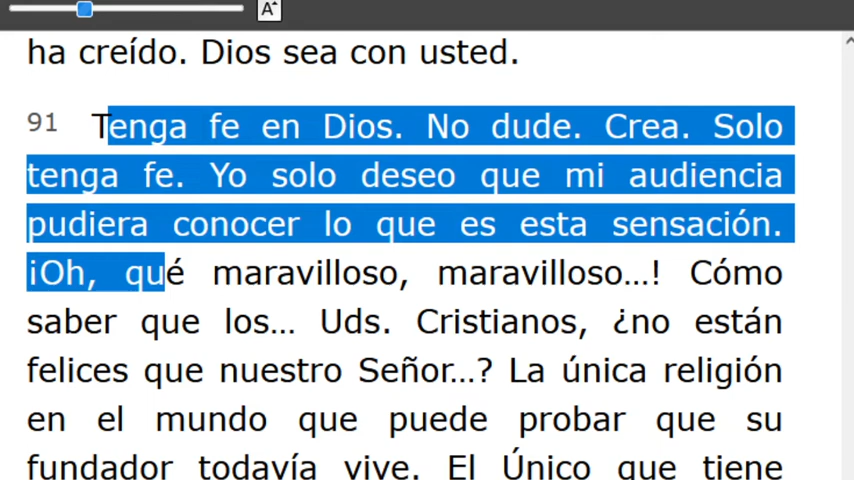 A
ha creído. Dios sea con usted.
91 Tenga fe en Dios. No dude. Crea. Solo
tenga fe. Yo solo deseo que mi audiencia
pudiera conocer lo que es esta sensación.
¡Oh, qué maravilloso, maravilloso…! Cómo
saber que los… Uds. Cristianos, ¿no están
felices que nuestro Señor…? La única religión
en el mundo que puede probar que su
fundador todavía vive. El Único que tiene